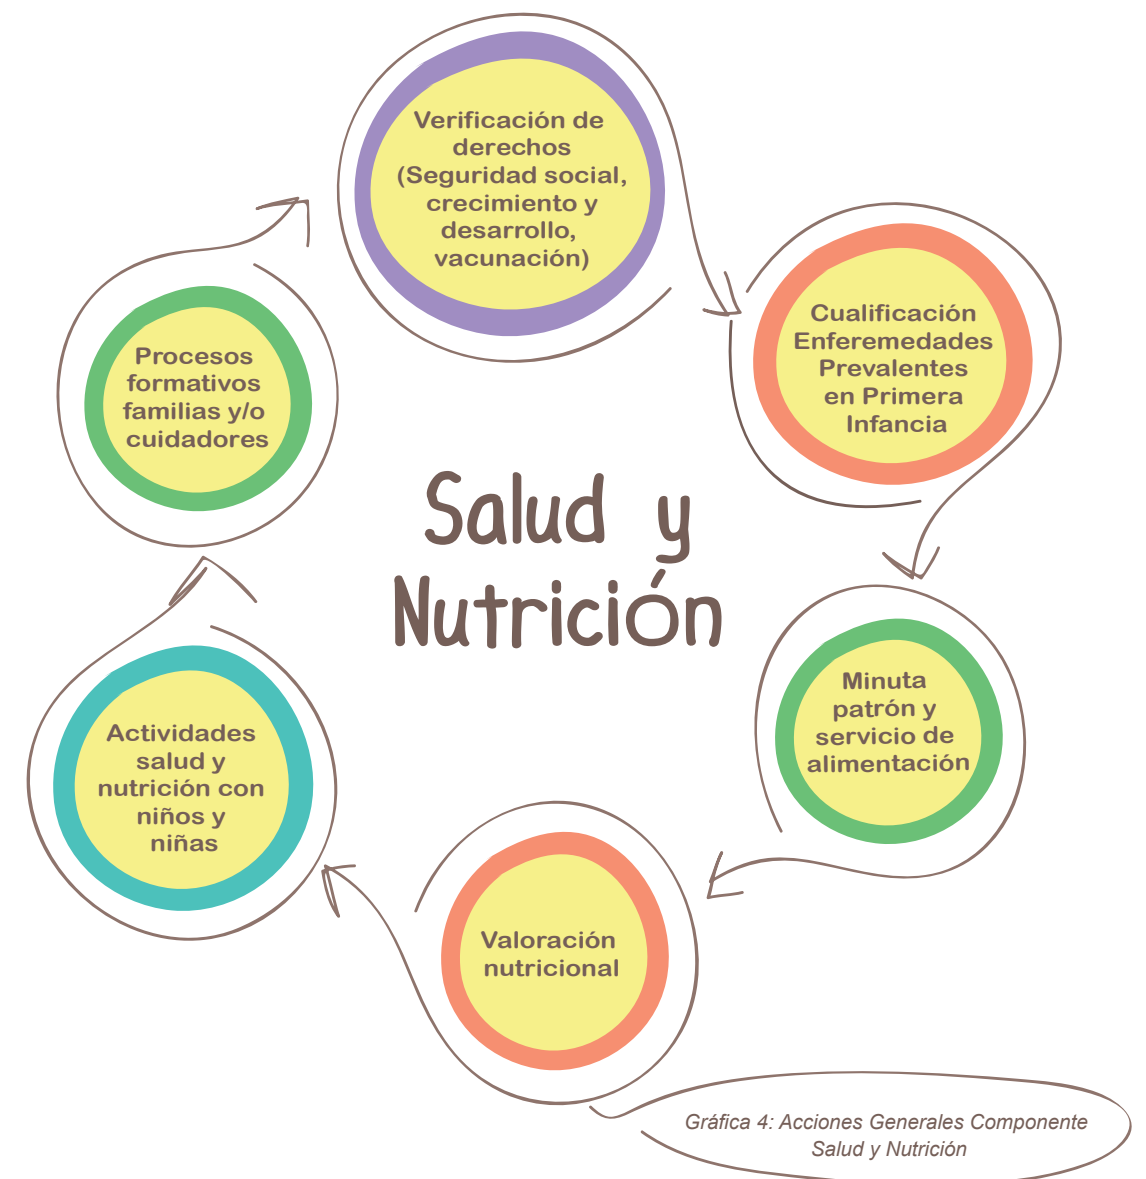 Verificación de
derechos
(Seguridad social,
crecimiento y
desarrollo,
vacunación)
Cualificación
Enferemedades
Prevalentes
en Primera
Infancia
Minuta
patrón y
servicio de
alimentación
Valoración
nutricional
Actividades
salud y
nutrición con
niños y
niñas
Procesos
formativos
familias y/o
cuidadores
Salud y
Nutrición
Gráfica 4: Acciones Generales Componente
Salud y Nutrición